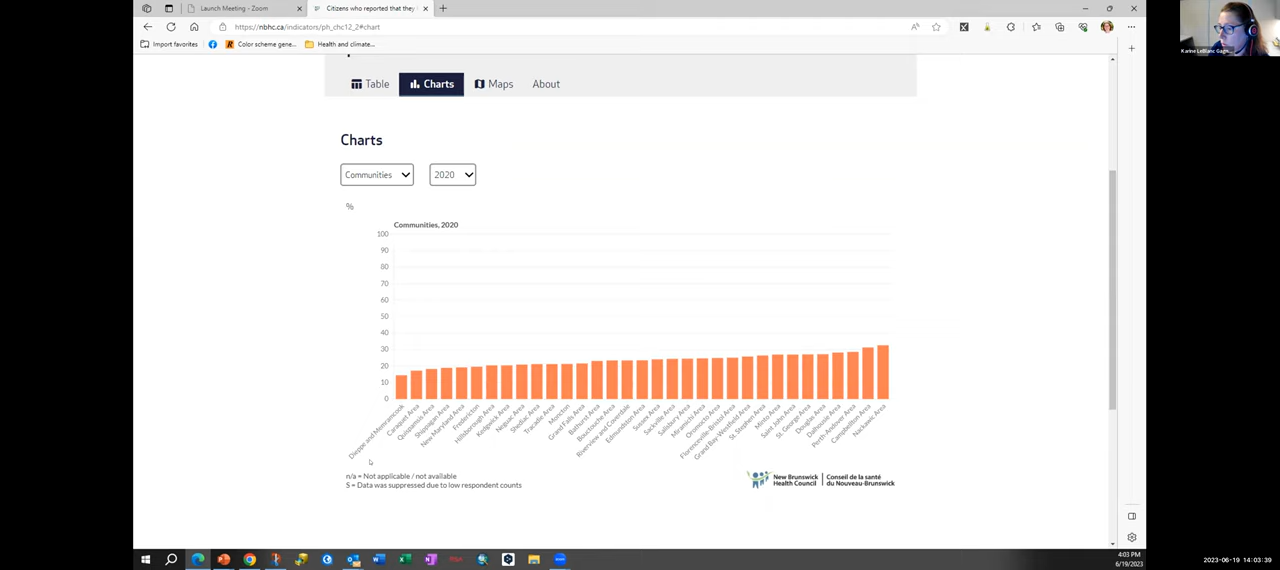 Launch Meeting - Zoom
Citizens who reported that they
https://nbhc.ca/indicators/ph_chc12_2#chart
Import favorites
Color scheme gene...
Health and climate...
Table
Charts
Maps
About
Charts
Communities
2020
%
Communities, 2020
100
90
80
70
60
50
40
30
20
10
0
Dieppe and Memramcook
Caraquet Area
Quispamsis Area
Shippagan Area
New Maryland Area
Fredericton
Hillsborough Area
Kedgwick Area
Neguac Area
Shediac Area
Tracadie Area
Moncton
Grand Falls Area
Bathurst Area
Bouctouche Area
Riverview and Coverdale
Edmundston Area
Sussex Area
Sackville Area
Salisbury Area
Miramichi Area
Oromocto Area
Florenceville-Bristol Area
Grand Bay-Westfield Area
St. Stephen Area
Minto Area
Saint John Area
St. George Area
Douglas Area
Dalhousie Area
Perth-Andover Area
Campbellton Area
Nackawic Area
n/a = Not applicable / not available
S = Data was suppressed due to low respondent counts
New Brunswick
Health Council
Conseil de la santé
du Nouveau-Brunswick
4:03 PM
6/19/2023
Karine LeBlanc Gagn...
2023-06-19 14:03:39